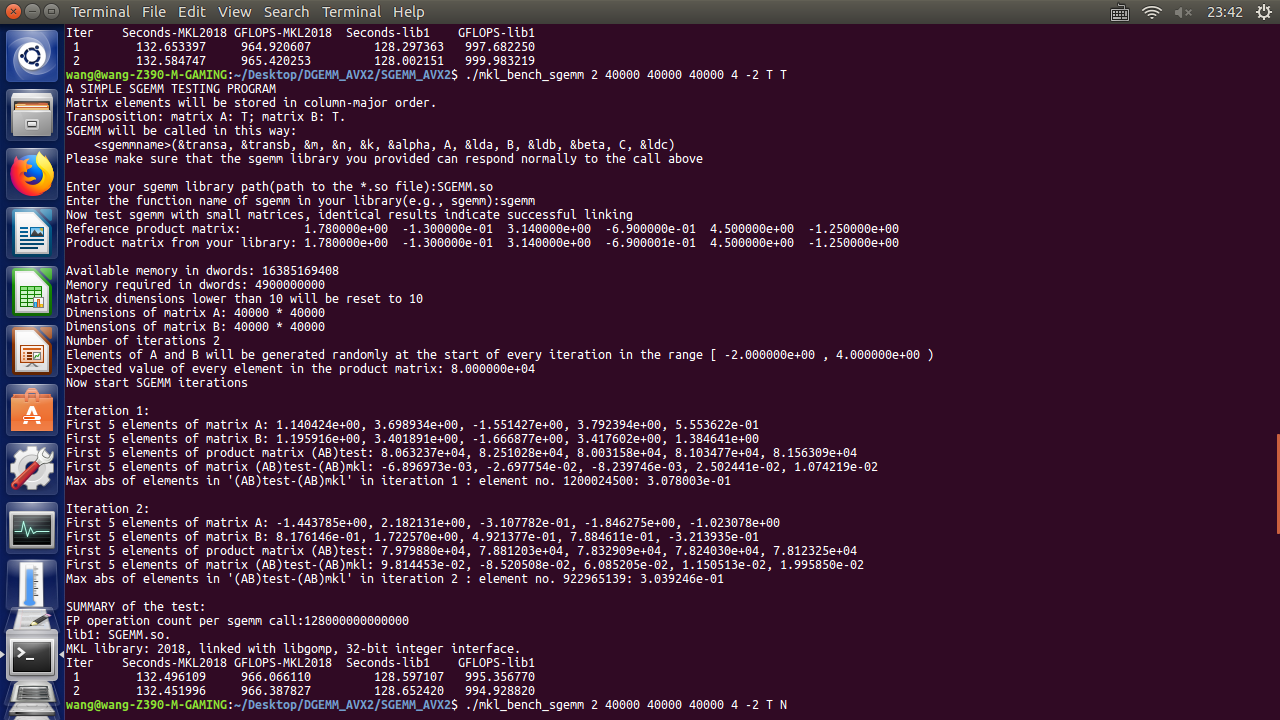 Terminal File Edit View Search Terminal Help 23:42
Iter    Seconds-MKL2018 GFLOPS-MKL2018  Seconds-lib1    GFLOPS-lib1
 1        132.653397     964.920607         128.297363   997.682250
 2        132.584747     965.420253         128.002151   999.983219
wang@wang-Z390-M-GAMING:~/Desktop/DGEMM_AVX2/SGEMM_AVX2$ ./mkl_bench_sgemm 2 40000 40000 40000 4 -2 T T
A SIMPLE SGEMM TESTING PROGRAM
Matrix elements will be stored in column-major order.
Transposition: matrix A: T; matrix B: T.
SGEMM will be called in this way:
    <sgemmname>(&transa, &transb, &m, &n, &k, &alpha, A, &lda, B, &ldb, &beta, C, &ldc)
Please make sure that the sgemm library you provided can respond normally to the call above
Enter your sgemm library path(path to the *.so file):SGEMM.so
Enter the function name of sgemm in your library(e.g., sgemm):sgemm
Now test sgemm with small matrices, identical results indicate successful linking
Reference product matrix:         1.780000e+00  -1.300000e-01  3.140000e+00  -6.900000e-01  4.500000e+00  -1.250000e+00
Product matrix from your library: 1.780000e+00  -1.300000e-01  3.140000e+00  -6.900001e-01  4.500000e+00  -1.250000e+00
Available memory in dwords: 16385169408
Memory required in dwords: 4900000000
Matrix dimensions lower than 10 will be reset to 10
Dimensions of matrix A: 40000 * 40000
Dimensions of matrix B: 40000 * 40000
Number of iterations 2
Elements of A and B will be generated randomly at the start of every iteration in the range [ -2.000000e+00 , 4.000000e+00 )
Expected value of every element in the product matrix: 8.000000e+04
Now start SGEMM iterations
Iteration 1:
First 5 elements of matrix A: 1.140424e+00, 3.698934e+00, -1.551427e+00, 3.792394e+00, 5.553622e-01
First 5 elements of matrix B: 1.195916e+00, 3.401891e+00, -1.666877e+00, 3.417602e+00, 1.384641e+00
First 5 elements of product matrix (AB)test: 8.063237e+04, 8.251028e+04, 8.003158e+04, 8.103477e+04, 8.156309e+04
First 5 elements of matrix (AB)test-(AB)mkl: -6.896973e-03, -2.697754e-02, -8.239746e-03, 2.502441e-02, 1.074219e-02
Max abs of elements in '(AB)test-(AB)mkl' in iteration 1 : element no. 1200024500: 3.078003e-01
Iteration 2:
First 5 elements of matrix A: -1.443785e+00, 2.182131e+00, -3.107782e-01, -1.846275e+00, -1.023078e+00
First 5 elements of matrix B: 8.176146e-01, 1.722570e+00, 4.921377e-01, 7.884611e-01, -3.213935e-01
First 5 elements of product matrix (AB)test: 7.979880e+04, 7.881203e+04, 7.832909e+04, 7.824030e+04, 7.812325e+04
First 5 elements of matrix (AB)test-(AB)mkl: 9.814453e-02, -8.520508e-02, 6.085205e-02, 1.150513e-02, 1.995850e-02
Max abs of elements in '(AB)test-(AB)mkl' in iteration 2 : element no. 922965139: 3.039246e-01
SUMMARY of the test:
FP operation count per sgemm call:128000000000000
lib1: SGEMM.so.
MKL library: 2018, linked with libgomp, 32-bit integer interface.
Iter    Seconds-MKL2018 GFLOPS-MKL2018  Seconds-lib1    GFLOPS-lib1
 1        132.496109     966.066110         128.597107   995.356770
 2        132.451996     966.387827         128.652420   994.928820
wang@wang-Z390-M-GAMING:~/Desktop/DGEMM_AVX2/SGEMM_AVX2$ ./mkl_bench_sgemm 2 40000 40000 40000 4 -2 T N